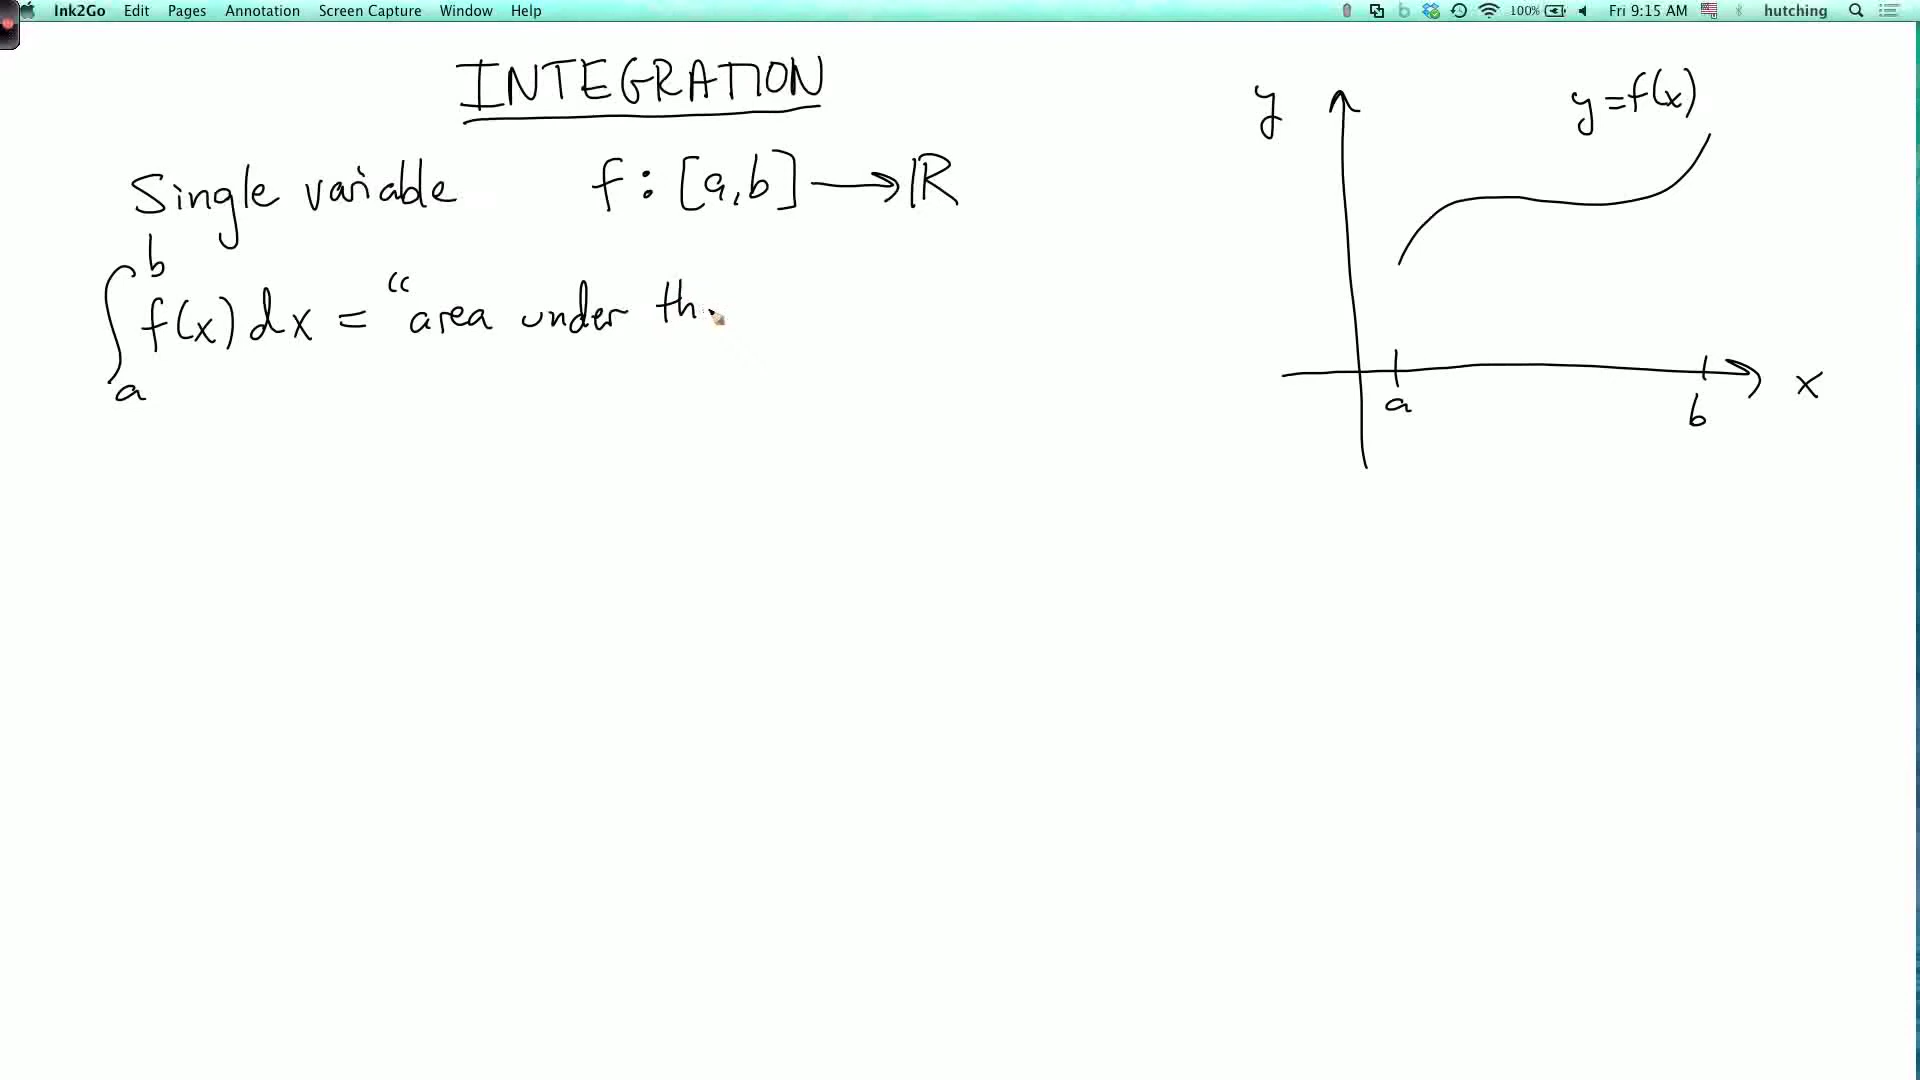 Ink2Go Edit Pages Annotation Screen Capture Window Help 100% Fri 9:15 AM hutching
INTEGRATION
Single variable f : [a,b] ⟶ ℝ
∫_a^b f(x) dx = “area under th
y
y = f(x)
a
b
x